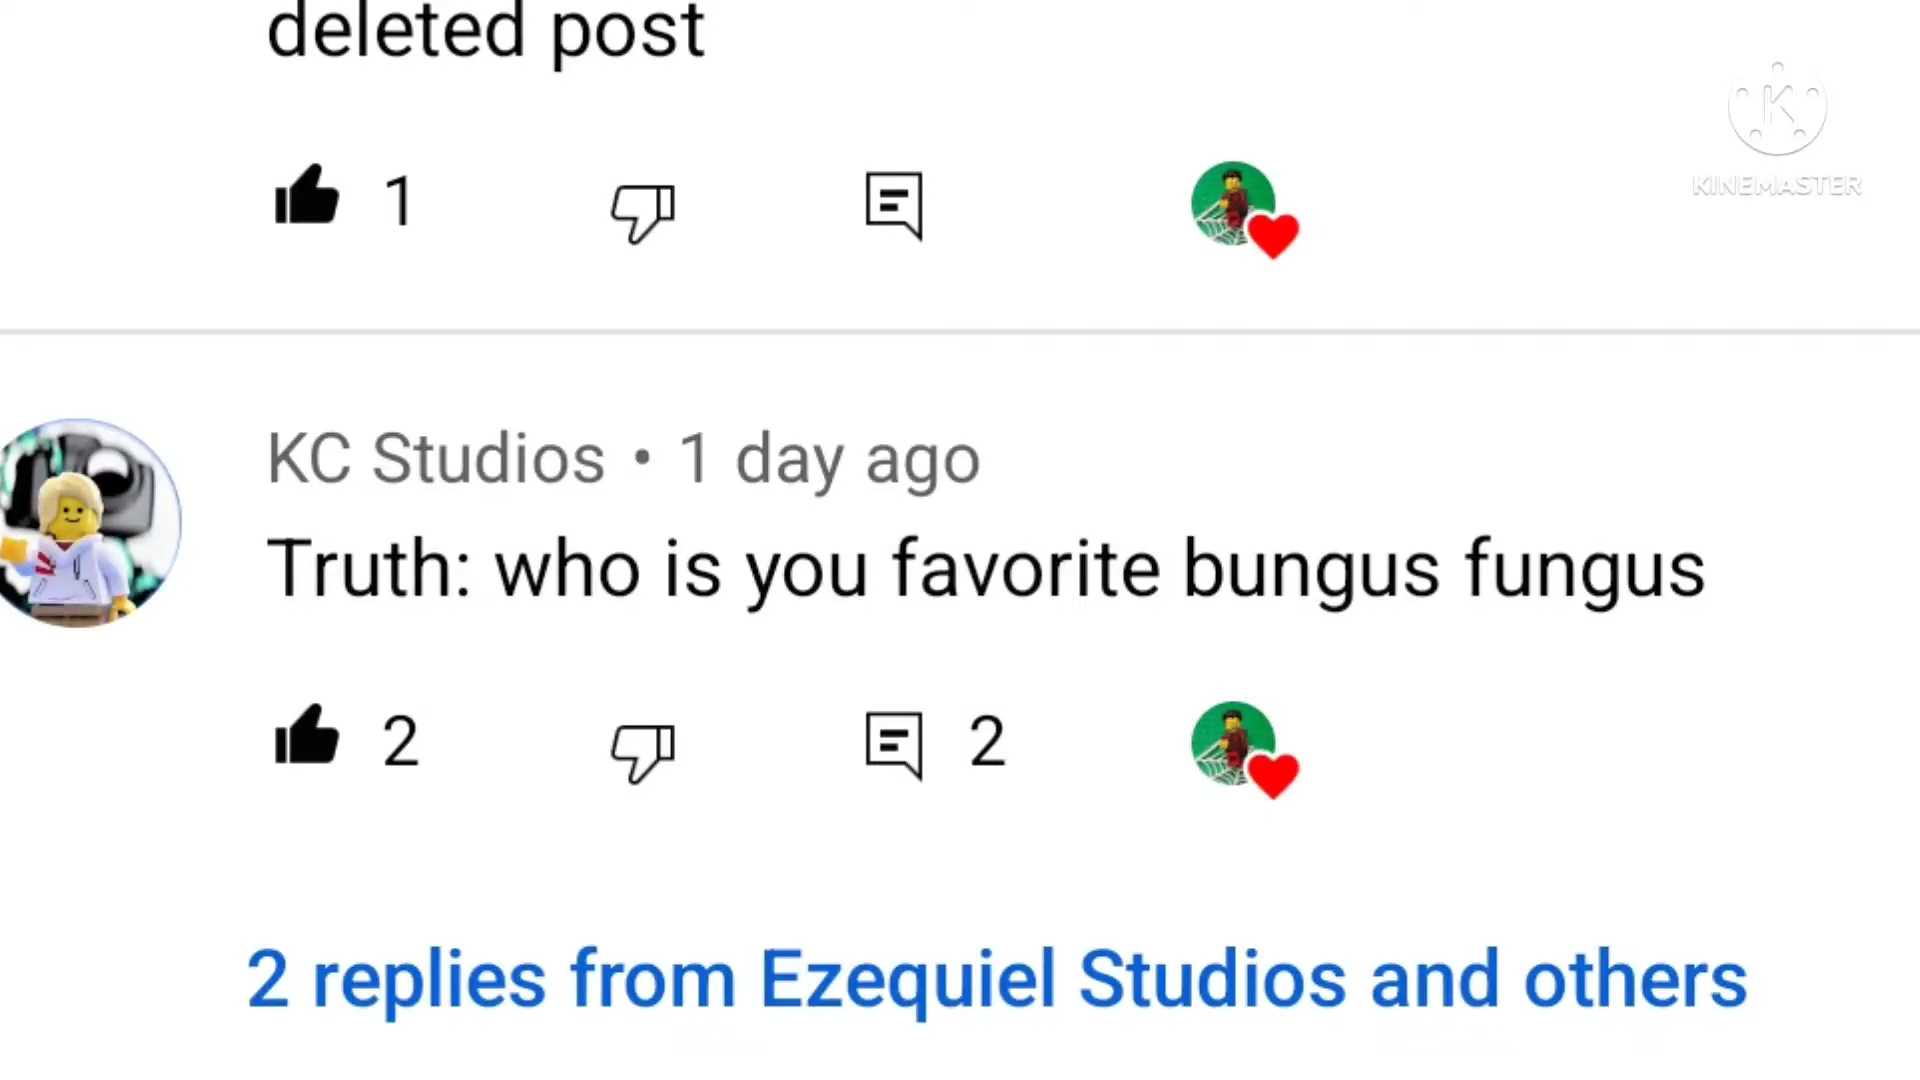 deleted post
1
KINEMASTER
KC Studios • 1 day ago
Truth: who is you favorite bungus fungus
2 2
2 replies from Ezequiel Studios and others